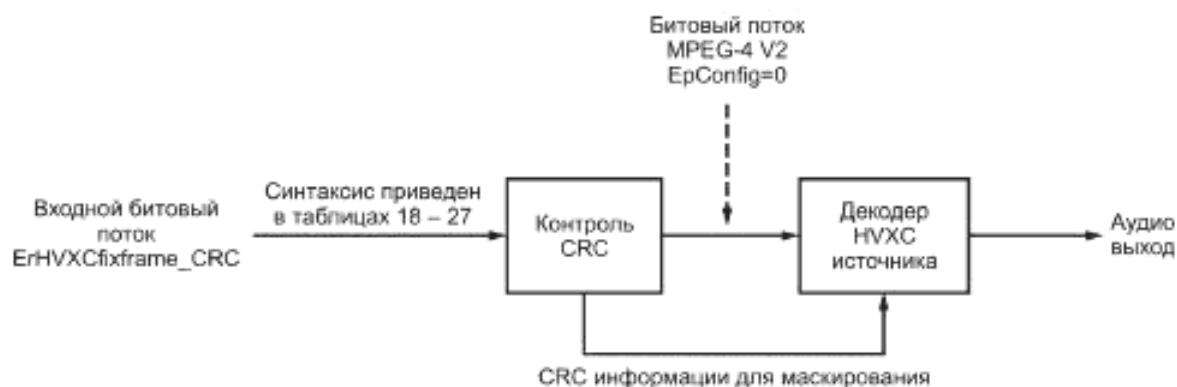 Битовый поток
MPEG-4 V2
EpConfig=0
Входной битовый
поток
ErHVXCfixframe_CRC
Синтаксис приведен
в таблицах 18 – 27
Контроль
CRC
Декодер
HVXC
источника
Аудио
выход
CRC информации для маскирования